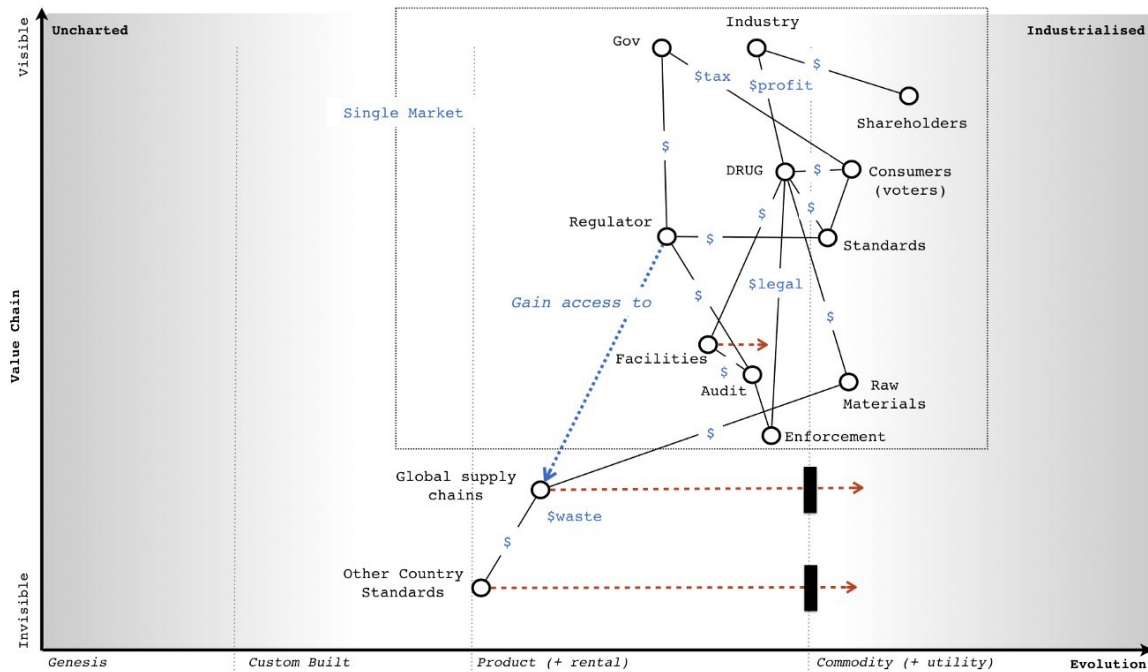 Uncharted
Industry
Industrialised
Gov
$
$tax
$profit
Single Market
Shareholders
$
DRUG
$
Consumers
(voters)
$
Regulator
$
Standards
$
$legal
$
Gain access to
$
Facilities
$
Audit
Raw
Materials
$
Enforcement
Global supply
chains
$waste
$
Other Country
Standards
Visible
Value Chain
Invisible
Genesis
Custom Built
Product (+ rental)
Commodity (+ utility)
Evolution